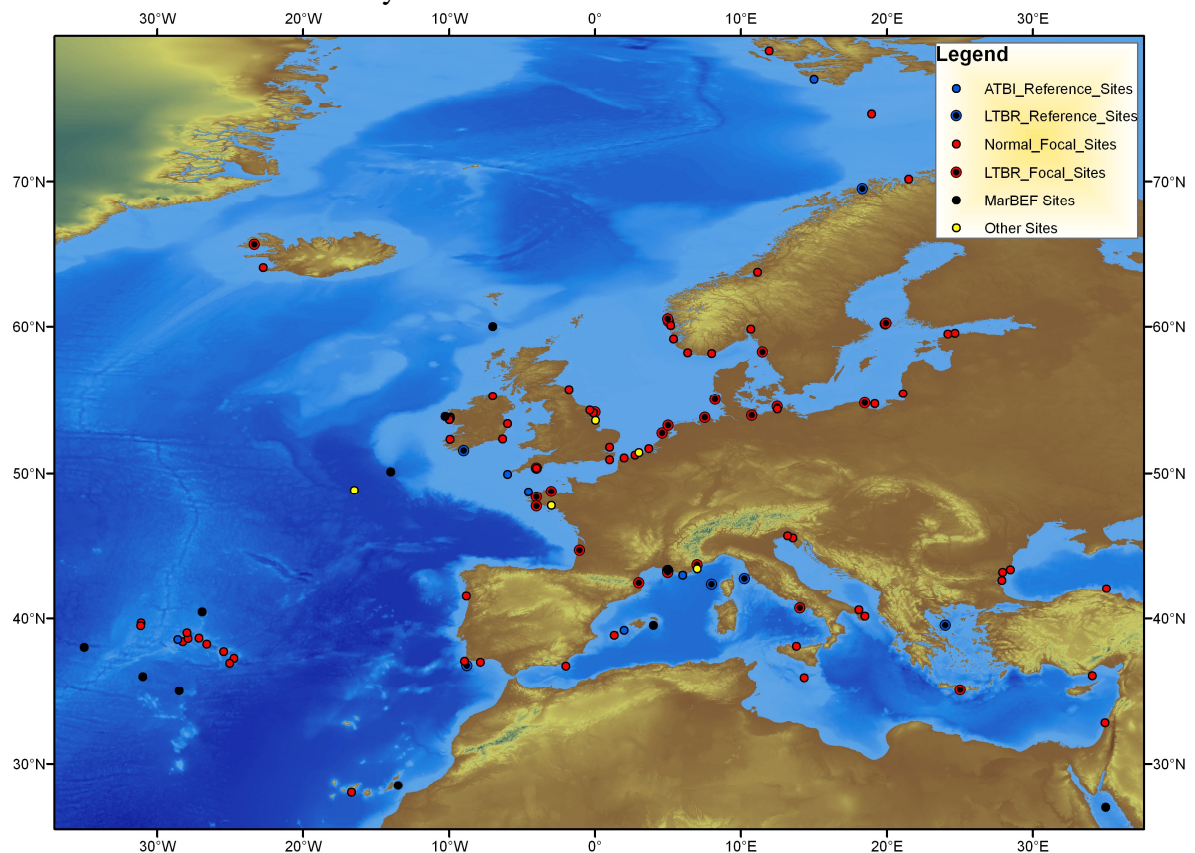 30°W 20°W 10°W 0° 10°E 20°E 30°E
Legend
ATBI_Reference_Sites
LTBR_Reference_Sites
Normal_Focal_Sites
LTBR_Focal_Sites
MarBEF Sites
Other Sites
70°N 70°N
60°N 60°N
50°N 50°N
40°N 40°N
30°N 30°N
30°W 20°W 10°W 0° 10°E 20°E 30°E